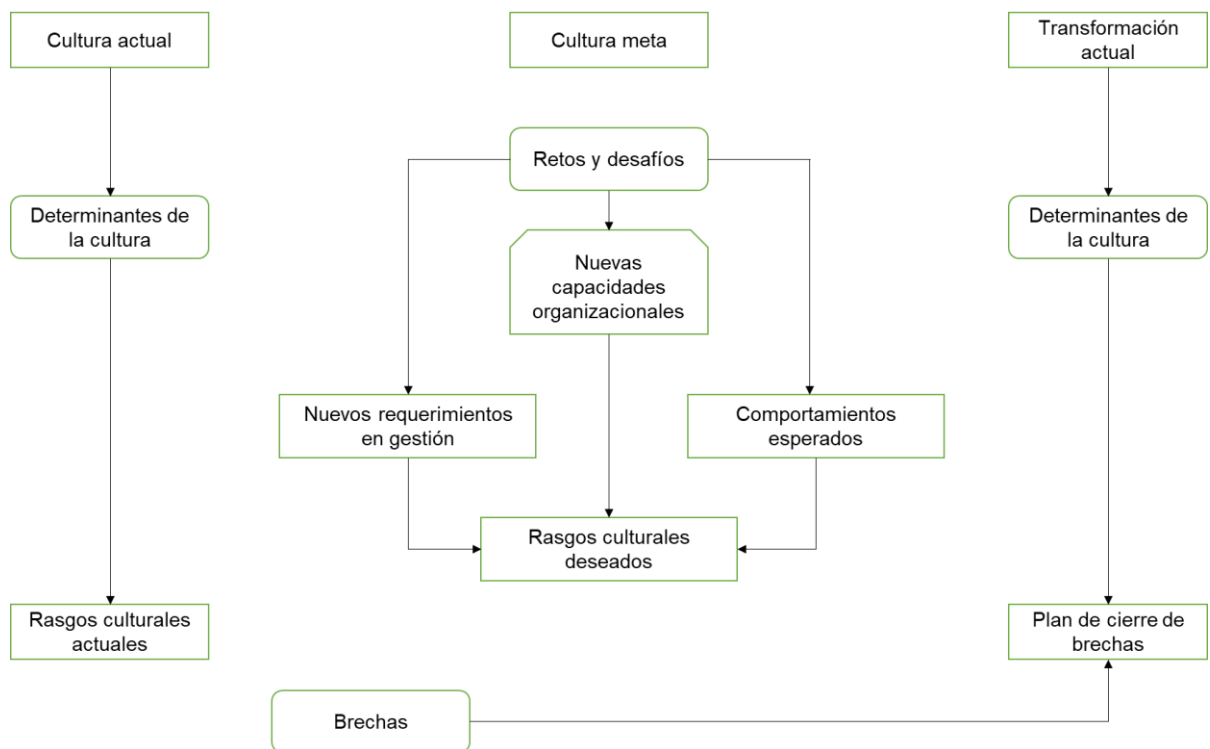 Cultura actual
Cultura meta
Transformación
actual
Retos y desafíos
Determinantes de
la cultura
Determinantes de
la cultura
Nuevas
capacidades
organizacionales
Nuevos requerimientos
en gestión
Comportamientos
esperados
Rasgos culturales
deseados
Rasgos culturales
actuales
Plan de cierre de
brechas
Brechas